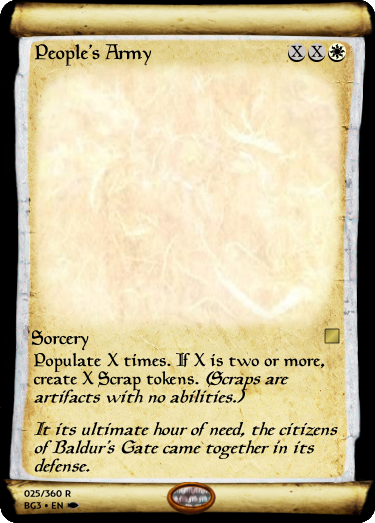 People's Army XX
Sorcery
Populate X times. If X is two or more,
create X Scrap tokens. (Scraps are
artifacts with no abilities.)
It its ultimate hour of need, the citizens
of Baldur's Gate came together in its
defense.
025/360 R
BG3 • EN